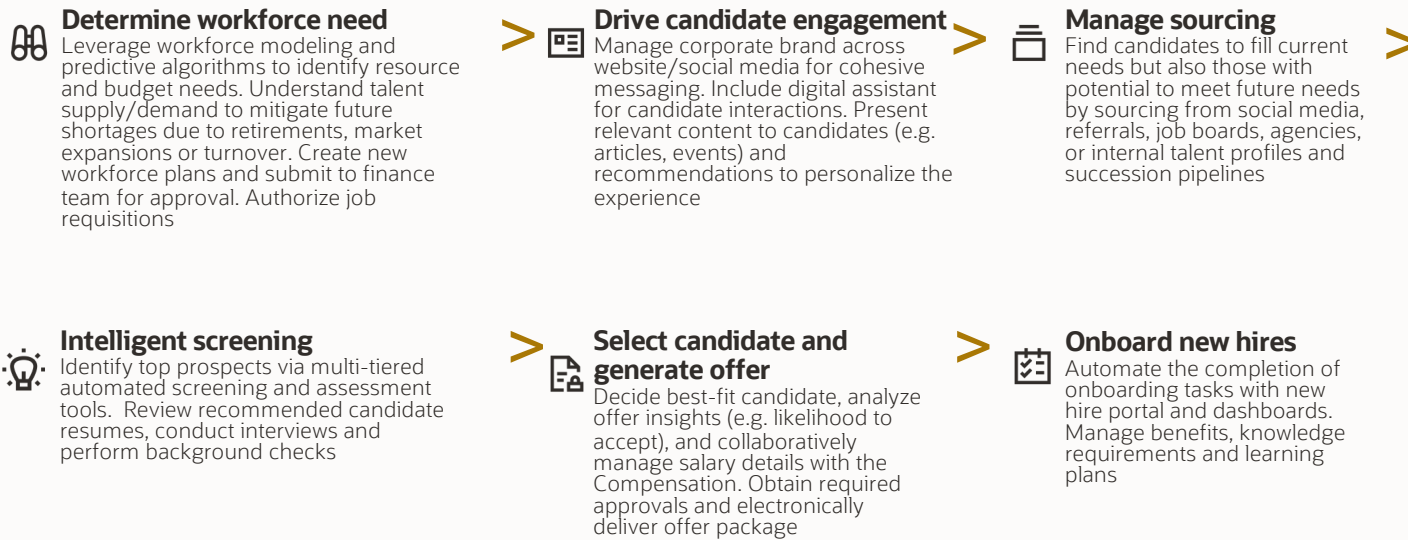 Determine workforce need
Leverage workforce modeling and
predictive algorithms to identify resource
and budget needs. Understand talent
supply/demand to mitigate future
shortages due to retirements, market
expansions or turnover. Create new
workforce plans and submit to finance
team for approval. Authorize job
requisitions
>
Drive candidate engagement
Manage corporate brand across
website/social media for cohesive
messaging. Include digital assistant
for candidate interactions. Present
relevant content to candidates (e.g.
articles, events) and
recommendations to personalize the
experience
>
Manage sourcing
Find candidates to fill current
needs but also those with
potential to meet future needs
by sourcing from social media,
referrals, job boards, agencies,
or internal talent profiles and
succession pipelines
>
Intelligent screening
Identify top prospects via multi-tiered
automated screening and assessment
tools.  Review recommended candidate
resumes, conduct interviews and
perform background checks
>
Select candidate and
generate offer
Decide best-fit candidate, analyze
offer insights (e.g. likelihood to
accept), and collaboratively
manage salary details with the
Compensation. Obtain required
approvals and electronically
deliver offer package
>
Onboard new hires
Automate the completion of
onboarding tasks with new
hire portal and dashboards.
Manage benefits, knowledge
requirements and learning
plans